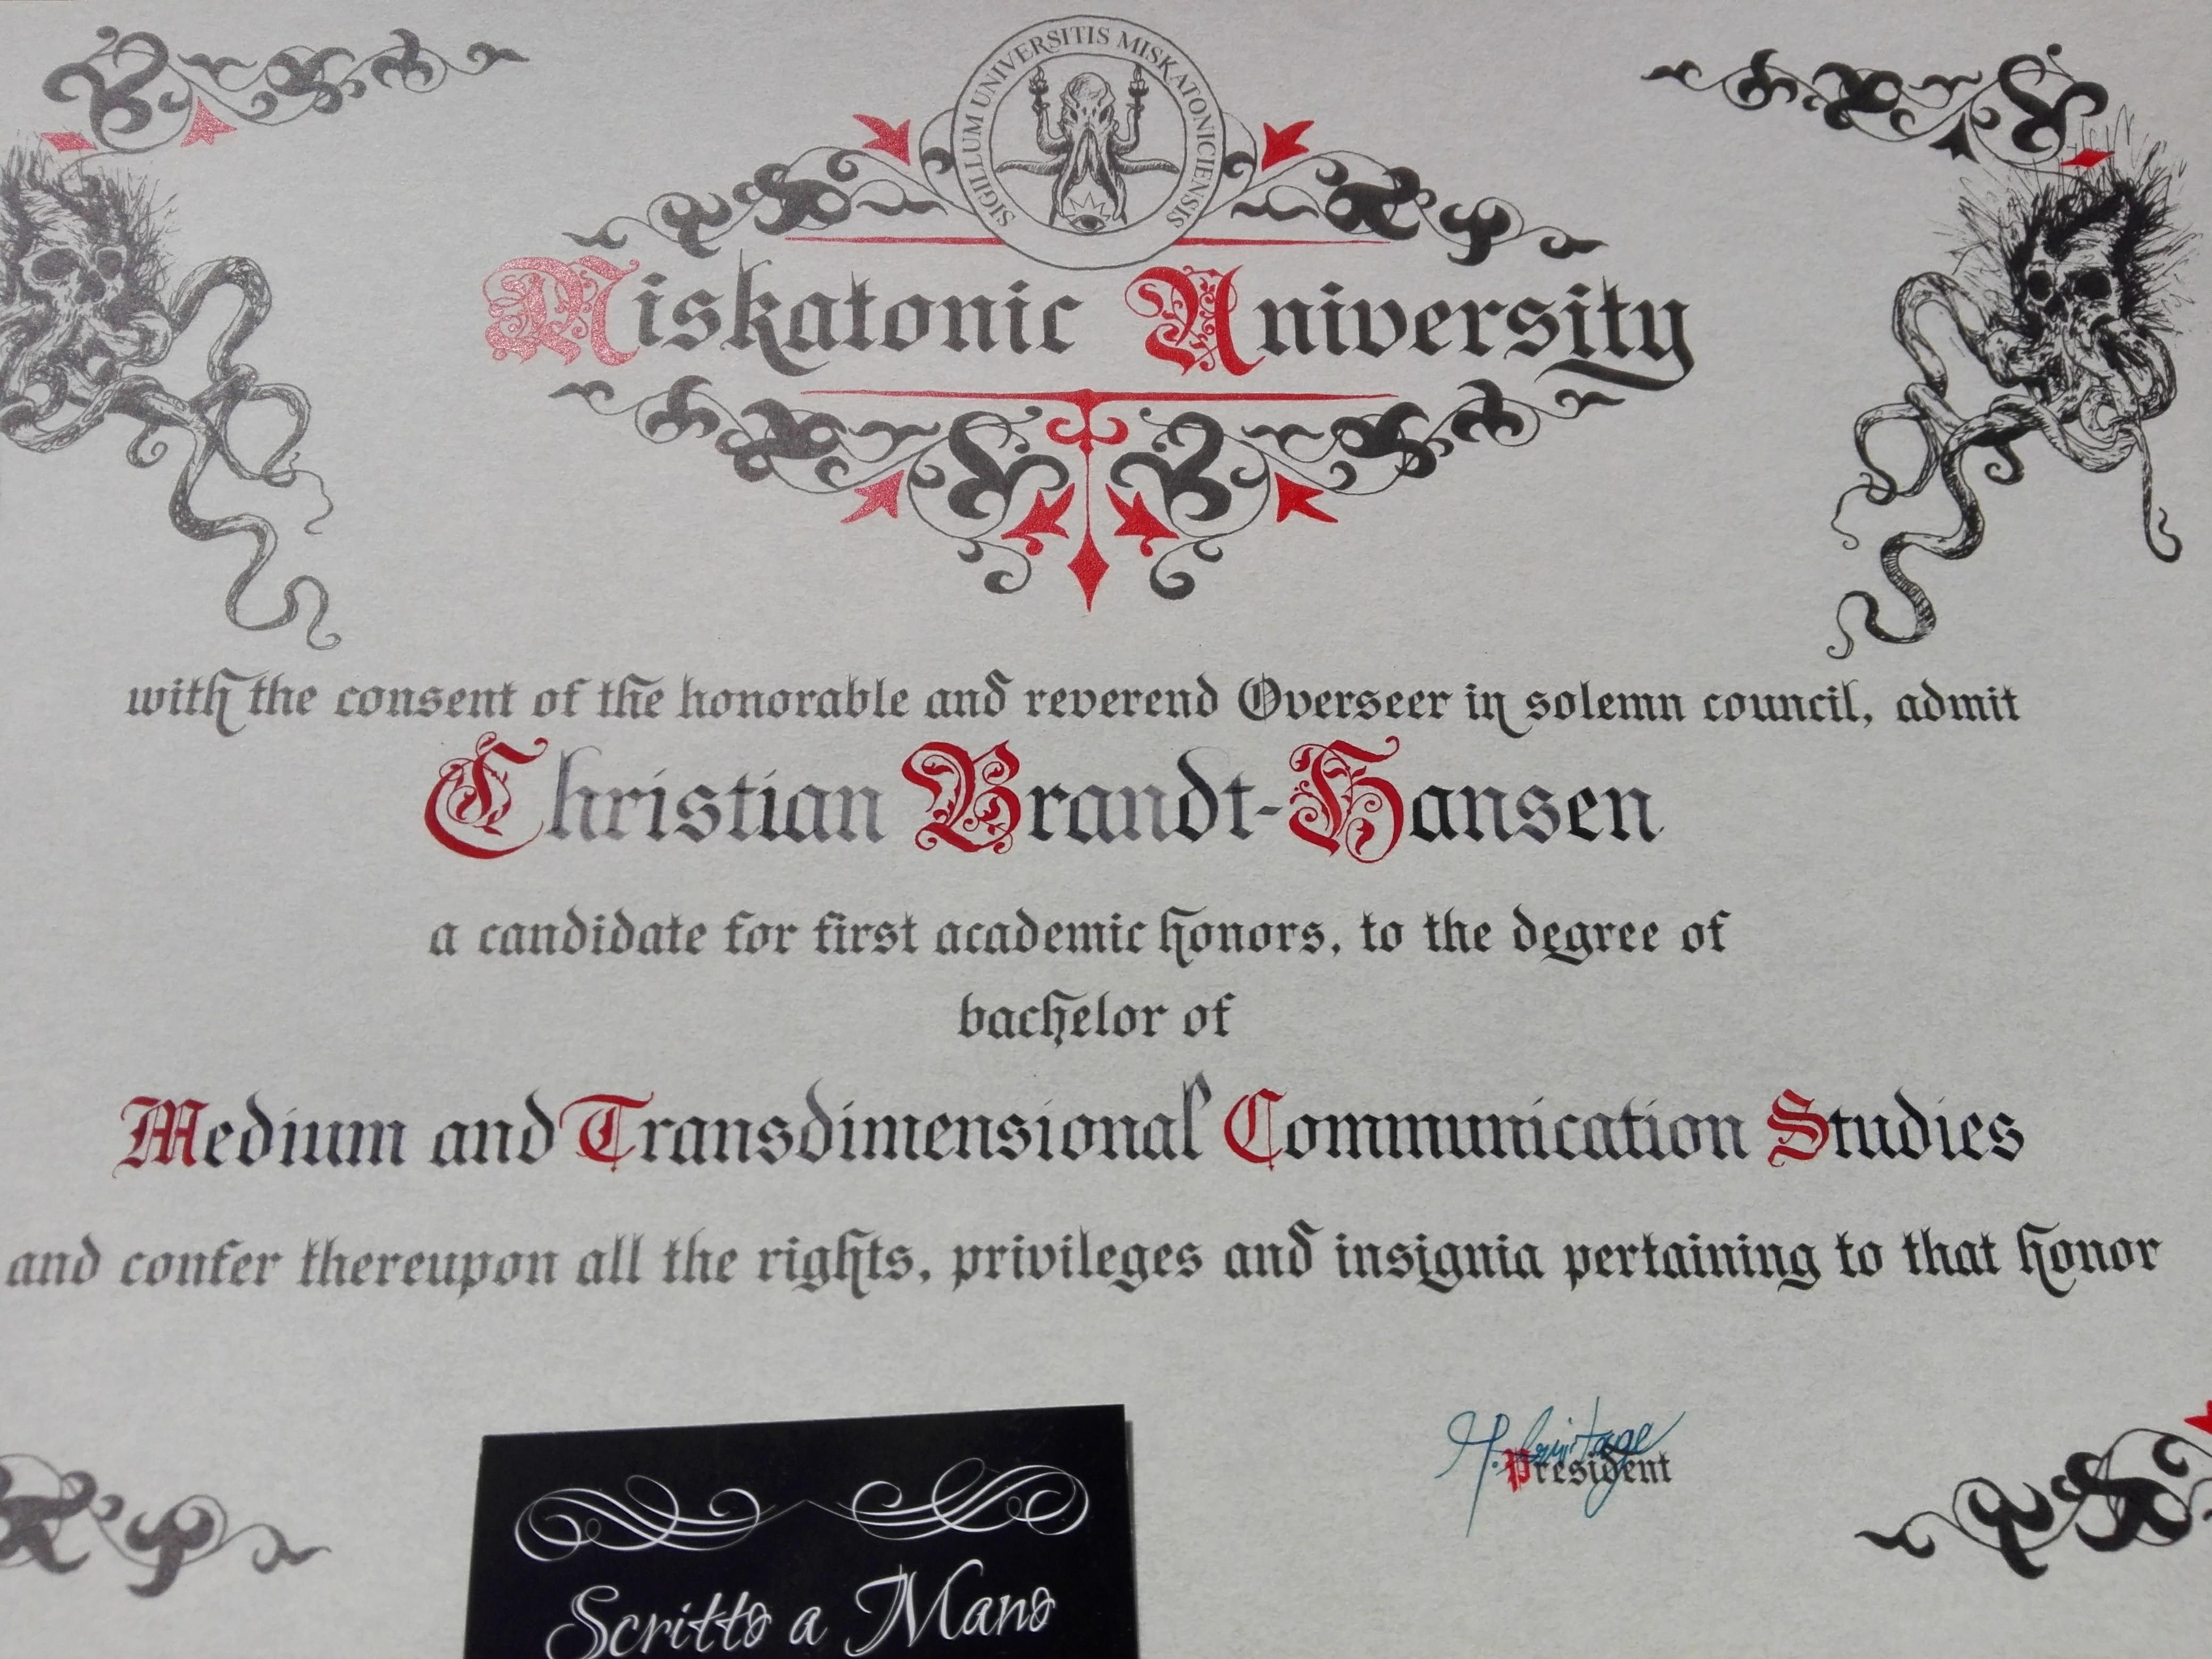 SIGILLUM UNIVERSITIS MISKATONICIENSIS
Miskatonic University
with the consent of the honorable and reverend Overseer in solemn council, admit
Christian Brandt-Hansen
a candidate for first academic honors, to the degree of
bachelor of
Medium and Transdimensional Communication Studies
and confer thereupon all the rights, privileges and insignia pertaining to that honor
H. Armitage
President
Scritto a Mano